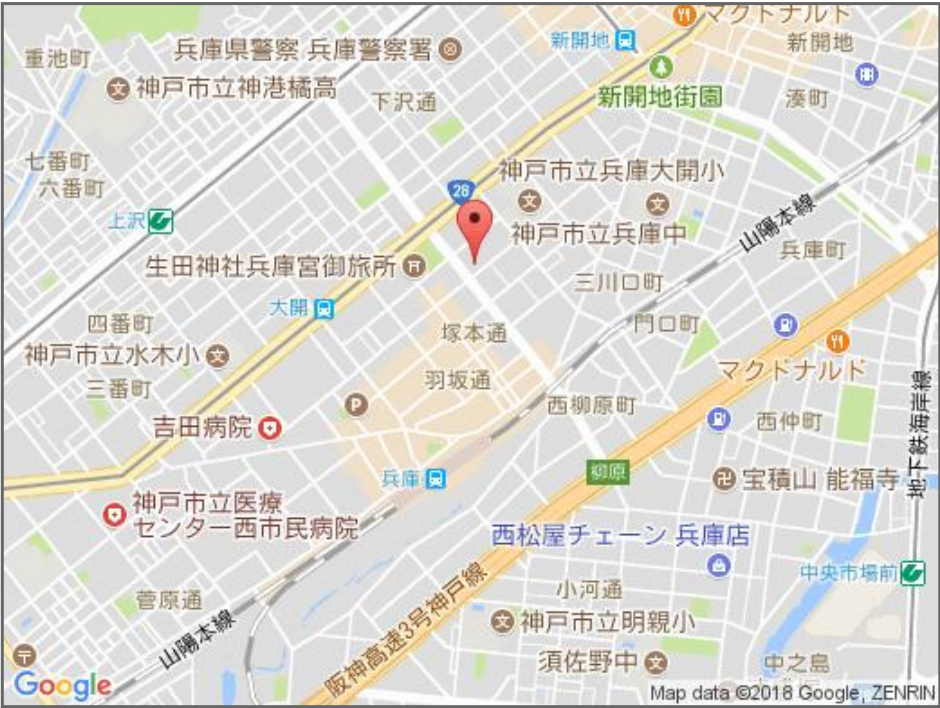 マクドナルド
重池町
兵庫県警察 兵庫警察署
新開地
新開地
神戸市立神港橘高
下沢通
新開地街園
湊町
七番町
六番町
28
神戸市立兵庫大開小
上沢
神戸市立兵庫中
山陽本線
兵庫町
生田神社兵庫宮御旅所
三川口町
大開
四番町
塚本通
門口町
神戸市立水木小
三番町
羽坂通
マクドナルド
P
西柳原町
西仲町
吉田病院
地下鉄海岸線
兵庫
柳原
宝積山 能福寺
神戸市立医療
センター西市民病院
西松屋チェーン 兵庫店
中央市場前
小河通
菅原通
阪神高速3号神戸線
神戸市立明親小
山陽本線
須佐野中
中之島
Google
Map data ©2018 Google, ZENRIN